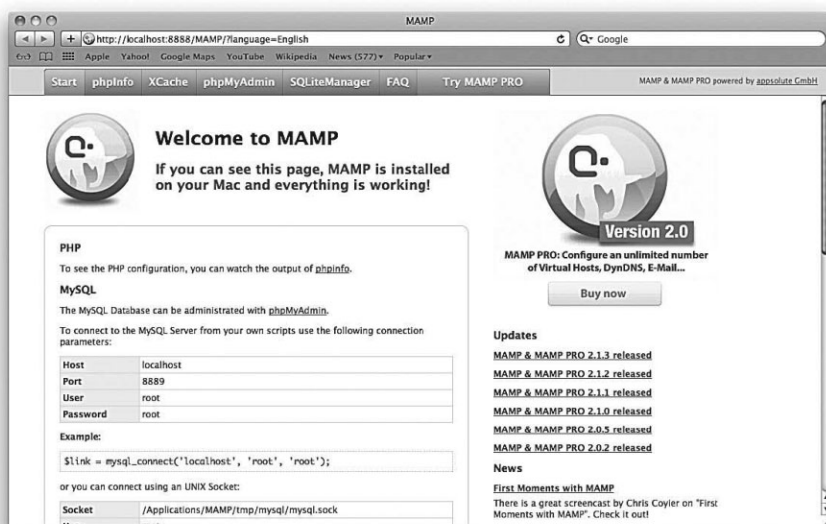 MAMP
http://localhost:8888/MAMP/?language=English
Google
Apple Yahoo! Google Maps YouTube Wikipedia News (577) Popular
Start phpInfo XCache phpMyAdmin SQLiteManager FAQ Try MAMP PRO
MAMP & MAMP PRO powered by appsolute GmbH
Welcome to MAMP
If you can see this page, MAMP is installed
on your Mac and everything is working!
PHP
To see the PHP configuration, you can watch the output of phpinfo.
MySQL
The MySQL Database can be administrated with phpMyAdmin.
To connect to the MySQL Server from your own scripts use the following connection
parameters:
Host localhost
Port 8889
User root
Password root
Example:
$link = mysql_connect('localhost', 'root', 'root');
or you can connect using an UNIX Socket:
Socket /Applications/MAMP/tmp/mysql/mysql.sock
Version 2.0
MAMP PRO: Configure an unlimited number
of Virtual Hosts, DynDNS, E-Mail...
Buy now
Updates
MAMP & MAMP PRO 2.1.3 released
MAMP & MAMP PRO 2.1.2 released
MAMP & MAMP PRO 2.1.1 released
MAMP & MAMP PRO 2.1.0 released
MAMP & MAMP PRO 2.0.5 released
MAMP & MAMP PRO 2.0.2 released
News
First Moments with MAMP
There is a great screencast by Chris Coyier on "First
Moments with MAMP". Check it out!